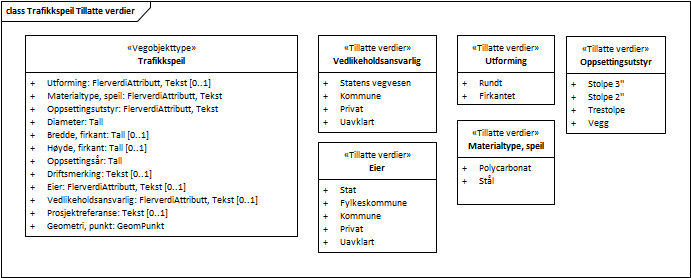 class Trafikkspeil Tillatte verdier
«Vegobjekttype»
Trafikkspeil
+ Utforming: FlerverdiAttributt, Tekst [0..1]
+ Materialtype, speil: FlerverdiAttributt, Tekst
+ Oppsettingsutstyr: FlerverdiAttributt, Tekst
+ Diameter: Tall
+ Bredde, firkant: Tall [0..1]
+ Høyde, firkant: Tall [0..1]
+ Oppsettingsår: Tall
+ Driftsmerking: Tekst [0..1]
+ Eier: FlerverdiAttributt, Tekst [0..1]
+ Vedlikeholdsansvarlig: FlerverdiAttributt, Tekst [0..1]
+ Prosjektreferanse: Tekst [0..1]
+ Geometri, punkt: GeomPunkt
«Tillatte verdier»
Vedlikeholdsansvarlig
+ Statens vegvesen
+ Kommune
+ Privat
+ Uavklart
«Tillatte verdier»
Eier
+ Stat
+ Fylkeskommune
+ Kommune
+ Privat
+ Uavklart
«Tillatte verdier»
Utforming
+ Rundt
+ Firkantet
«Tillatte verdier»
Materialtype, speil
+ Polycarbonat
+ Stål
«Tillatte verdier»
Oppsettingsutstyr
+ Stolpe 3"
+ Stolpe 2"
+ Trestolpe
+ Vegg